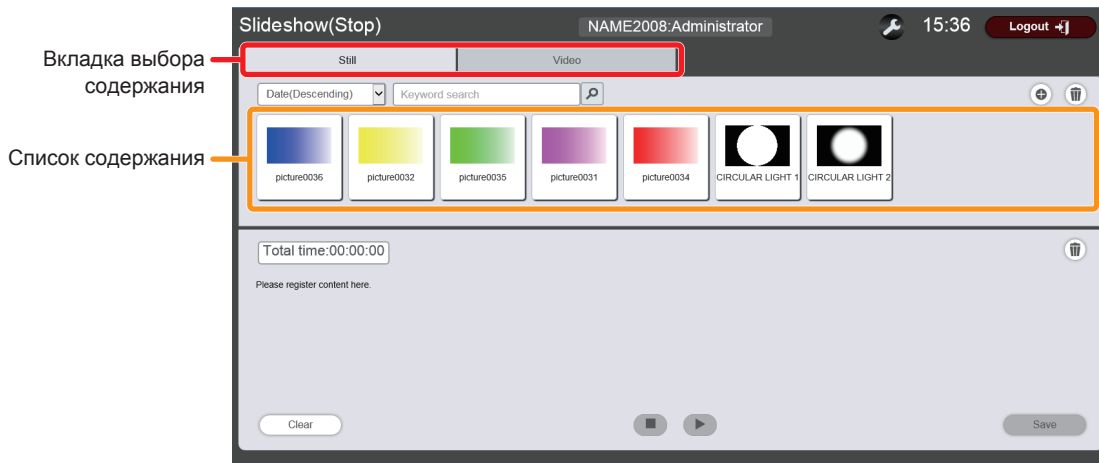 Slideshow(Stop)
NAME2008:Administrator
15:36
Logout
Вкладка выбора
содержания
Still
Video
Date(Descending)
Keyword search
Список содержания
picture0036
picture0032
picture0035
picture0031
picture0034
CIRCULAR LIGHT 1
CIRCULAR LIGHT 2
Total time:00:00:00
Please register content here.
Clear
Save